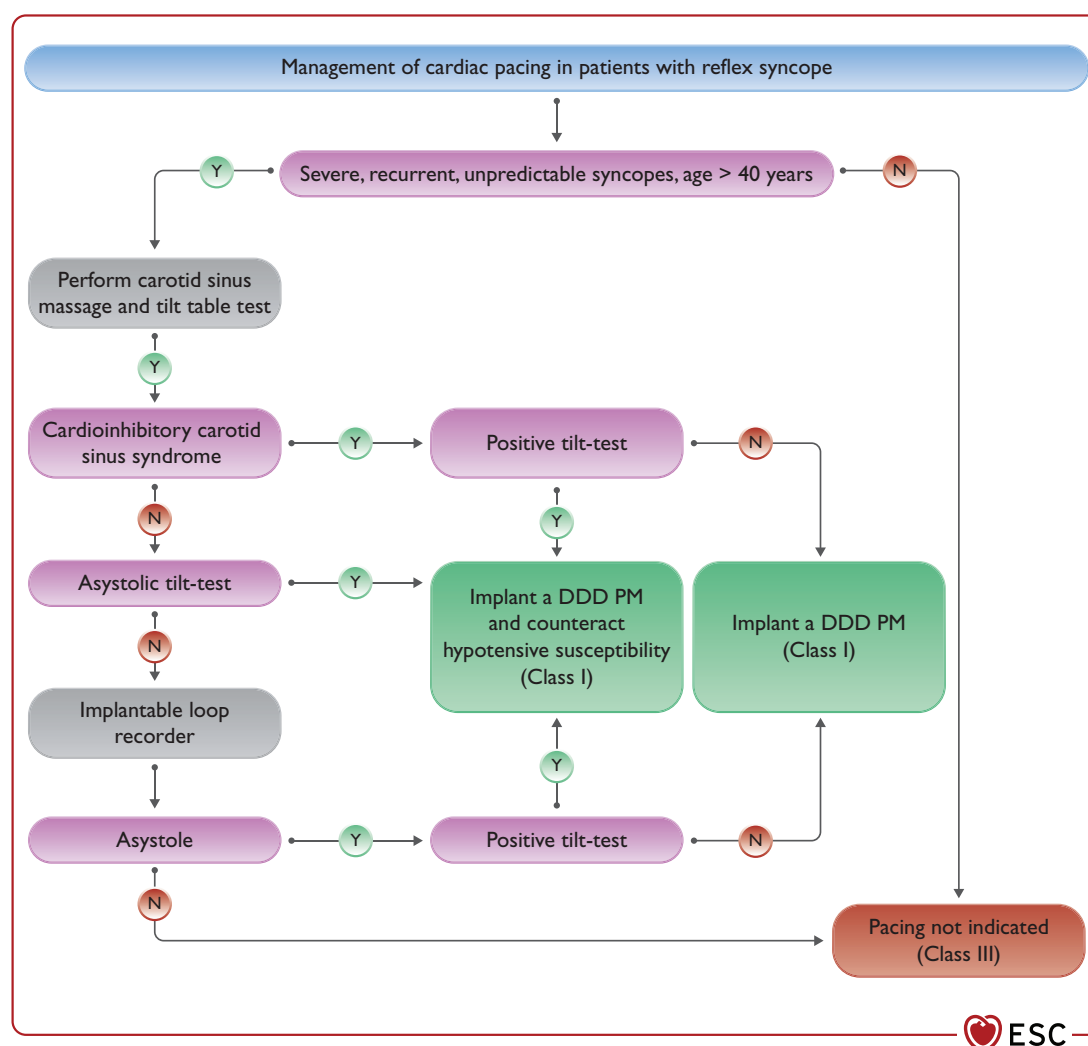 Management of cardiac pacing in patients with reflex syncope
Y
Severe, recurrent, unpredictable syncopes, age > 40 years
N
Perform carotid sinus
massage and tilt table test
Y
Cardioinhibitory carotid
sinus syndrome
Y
Positive tilt-test
N
N
Y
Asystolic tilt-test
Y
Implant a DDD PM
and counteract
hypotensive susceptibility
(Class I)
Implant a DDD PM
(Class I)
N
Implantable loop
recorder
Y
Asystole
Y
Positive tilt-test
N
N
Pacing not indicated
(Class III)
ESC